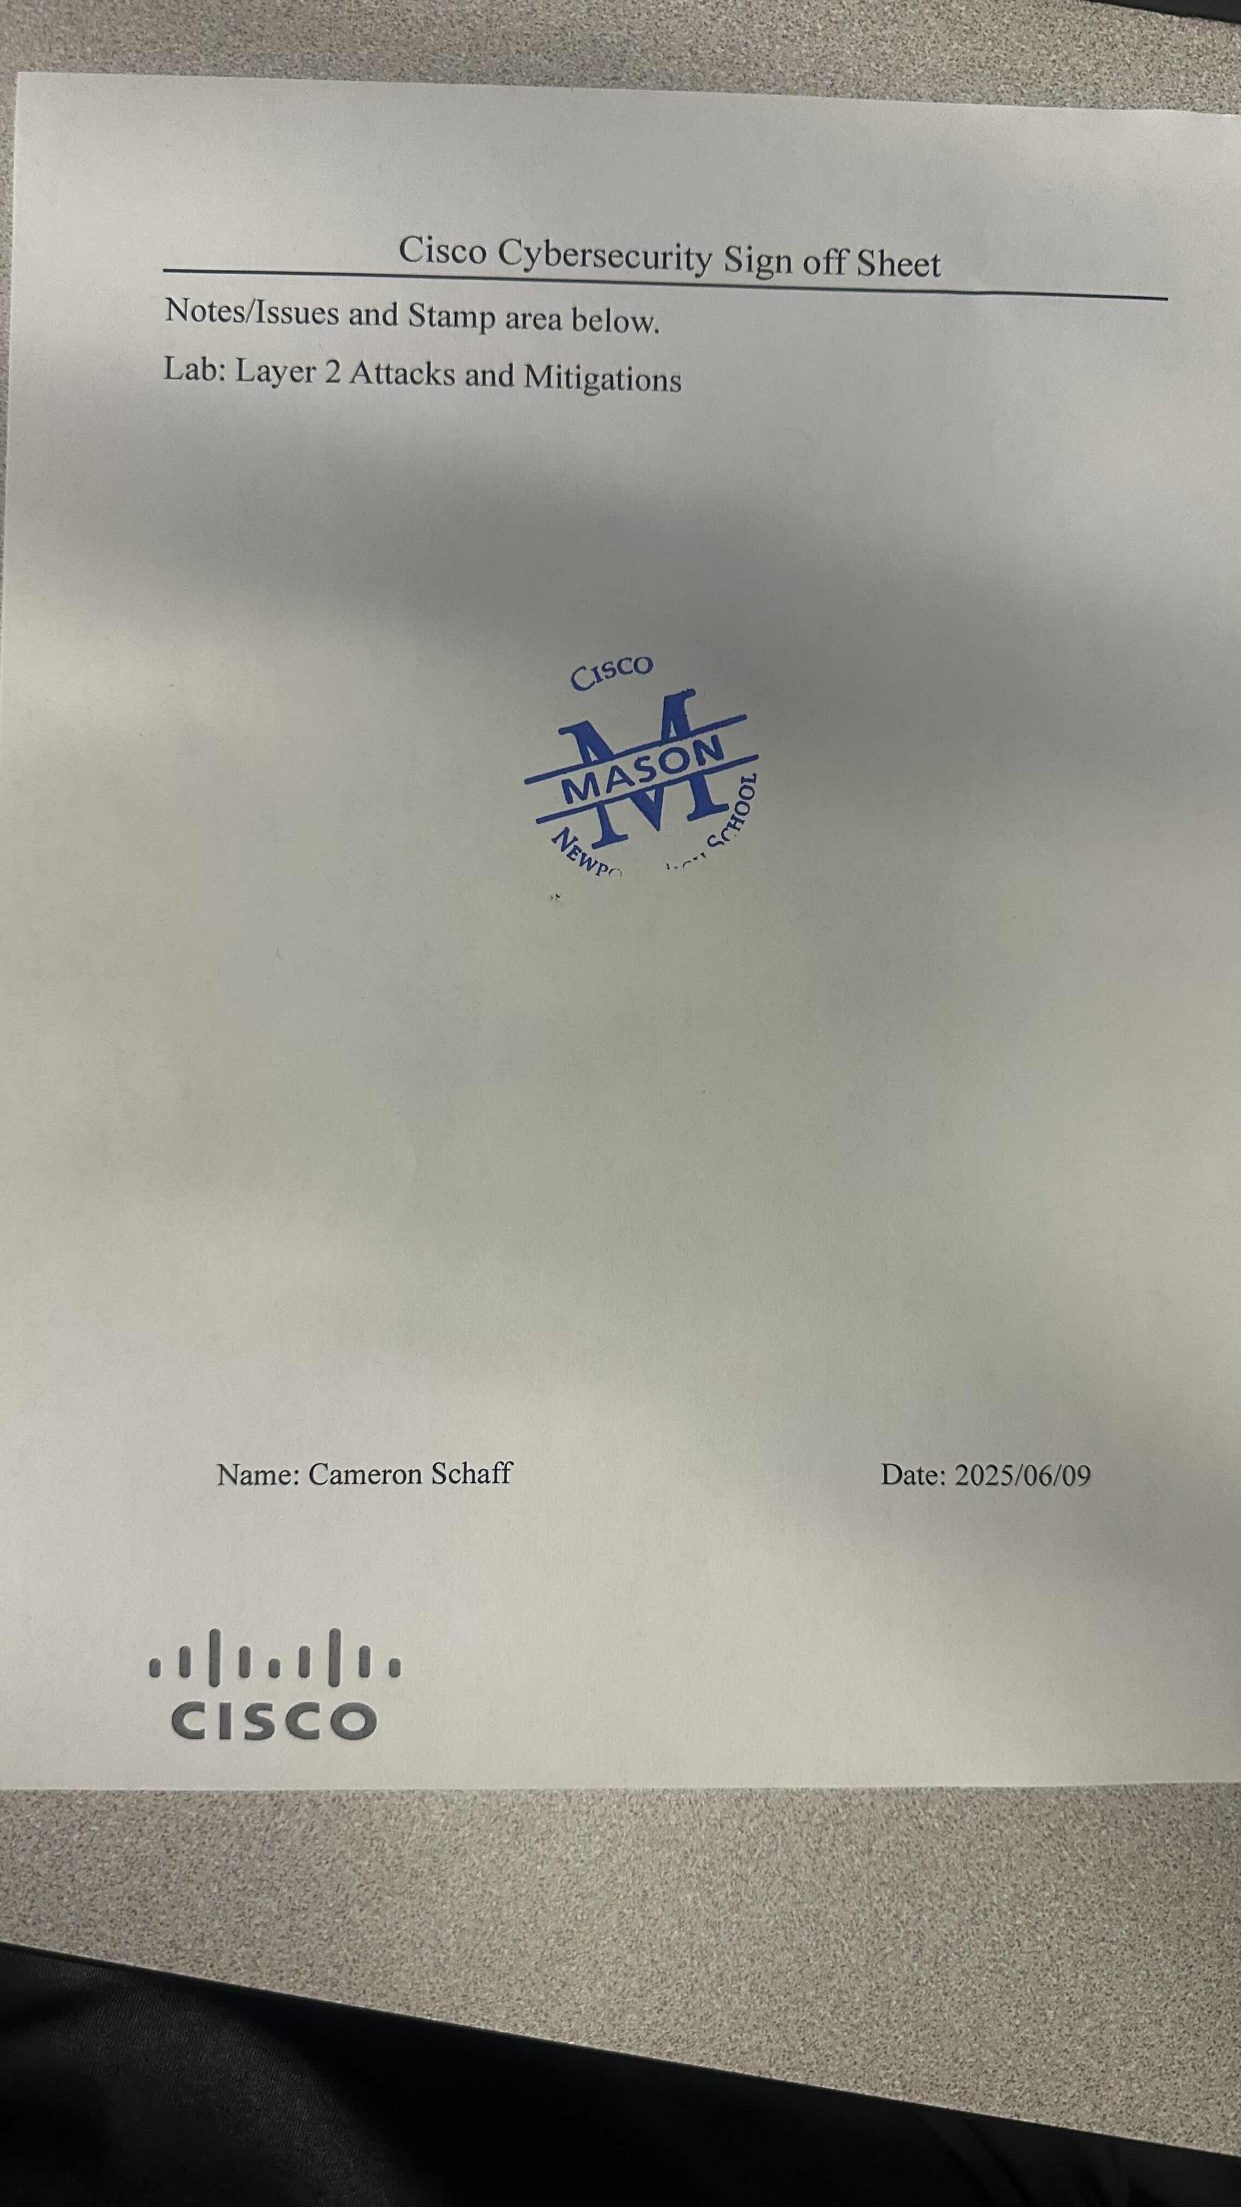 Cisco Cybersecurity Sign off Sheet
Notes/Issues and Stamp area below.
Lab: Layer 2 Attacks and Mitigations
CISCO
M
MASON
SCHOOL
Name: Cameron Schaff
Date: 2025/06/09
CISCO